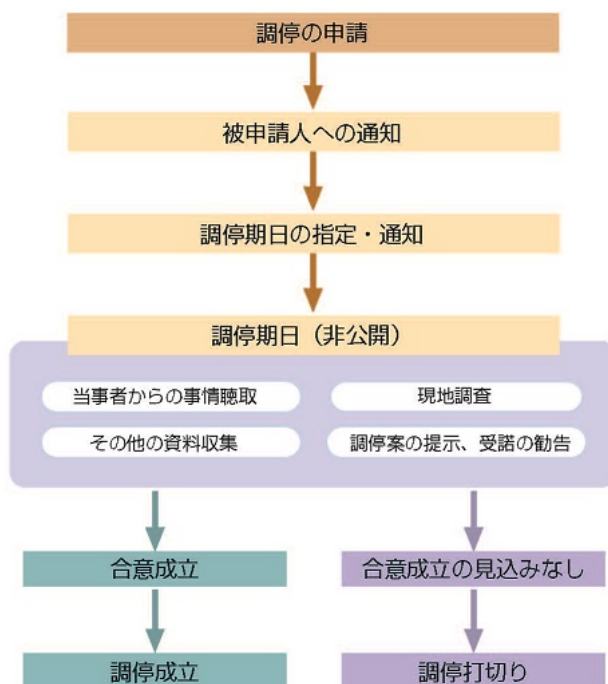 調停の申請
被申請人への通知
調停期日の指定・通知
調停期日（非公開）
当事者からの事情聴取
現地調査
その他の資料収集
調停案の提示、受諾の勧告
合意成立
合意成立の見込みなし
調停成立
調停打切り